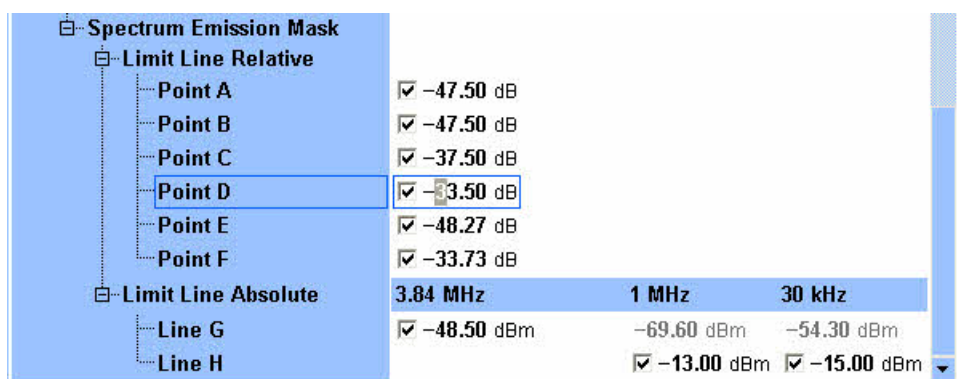 Spectrum Emission Mask
Limit Line Relative
Point A −47.50 dB
Point B −47.50 dB
Point C −37.50 dB
Point D −33.50 dB
Point E −48.27 dB
Point F −33.73 dB
Limit Line Absolute 3.84 MHz 1 MHz 30 kHz
Line G −48.50 dBm −69.60 dBm −54.30 dBm
Line H −13.00 dBm −15.00 dBm